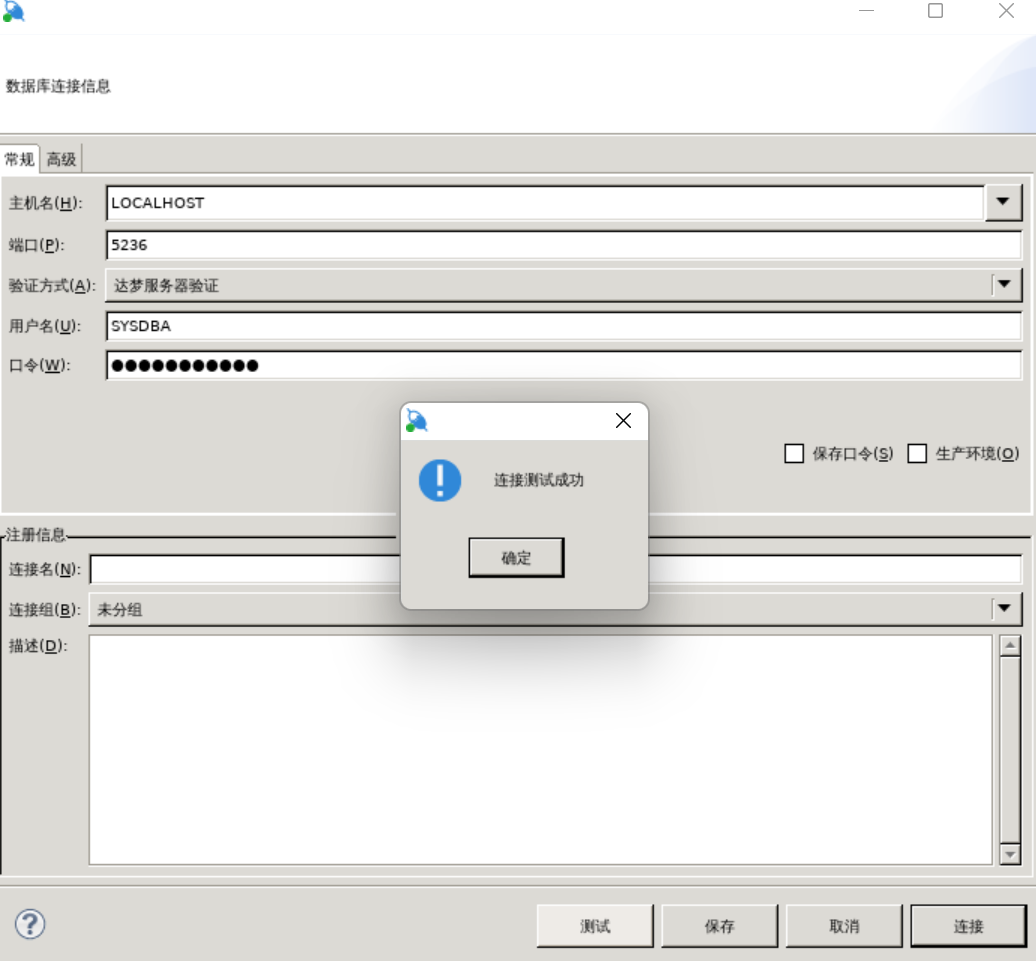 数据库连接信息
常规 高级
主机名(H): LOCALHOST
端口(P): 5236
验证方式(A): 达梦服务器验证
用户名(U): SYSDBA
口令(W): ●●●●●●●●●●●
保存口令(S) 生产环境(O)
连接测试成功
确定
注册信息
连接名(N):
连接组(B): 未分组
描述(D):
测试 保存 取消 连接